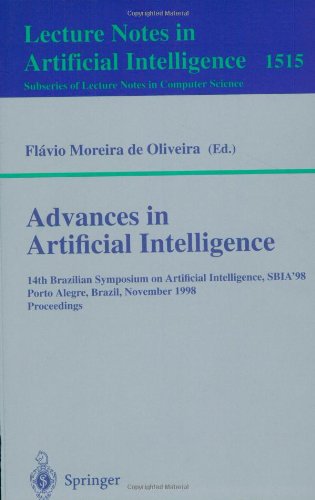 Lecture Notes in
Artificial Intelligence 1515
Subseries of Lecture Notes in Computer Science
Flávio Moreira de Oliveira (Ed.)
Advances in
Artificial Intelligence
14th Brazilian Symposium on Artificial Intelligence, SBIA'98
Porto Alegre, Brazil, November 1998
Proceedings
Springer